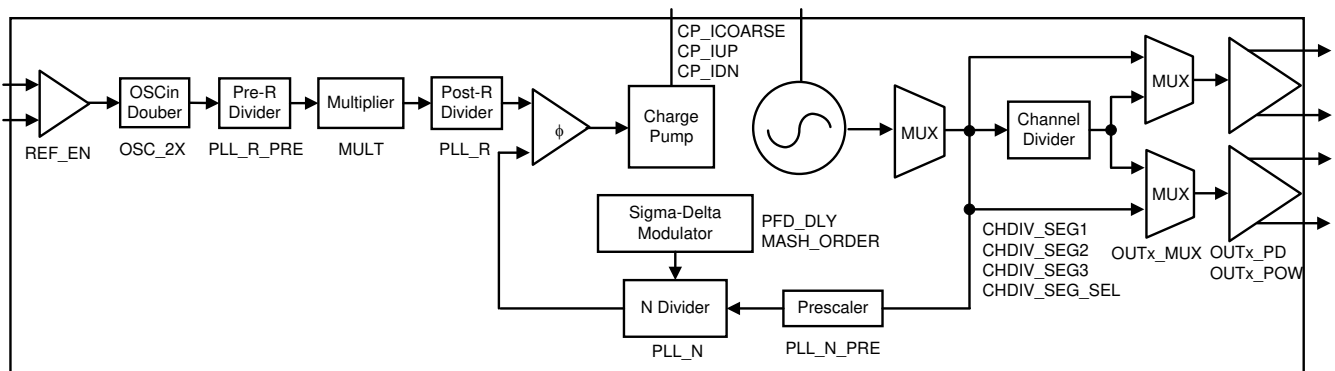 CP_ICOARSE
CP_IUP
CP_IDN
OSCin
Douber
Pre-R
Divider
Multiplier
Post-R
Divider
ϕ
Charge
Pump
MUX
Channel
Divider
MUX
REF_EN
OSC_2X
PLL_R_PRE
MULT
PLL_R
MUX
Sigma-Delta
Modulator
PFD_DLY
MASH_ORDER
CHDIV_SEG1
CHDIV_SEG2
CHDIV_SEG3
CHDIV_SEG_SEL
OUTx_MUX
OUTx_PD
OUTx_POW
N Divider
Prescaler
PLL_N
PLL_N_PRE